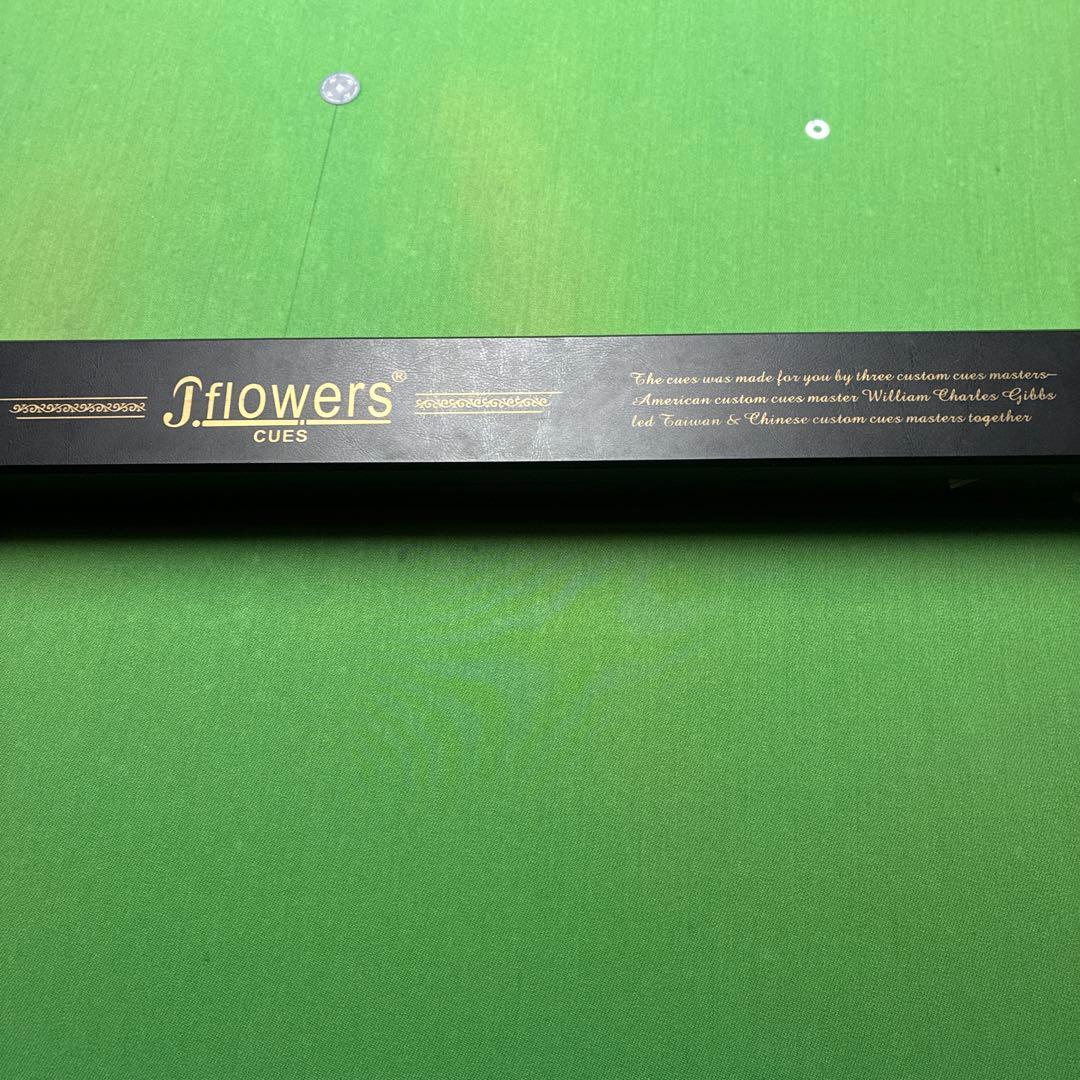 J.flowers®
CUES
The cues was made for you by three custom cues masters—
American custom cues master William Charles Gibbs
led Taiwan & Chinese custom cues masters together